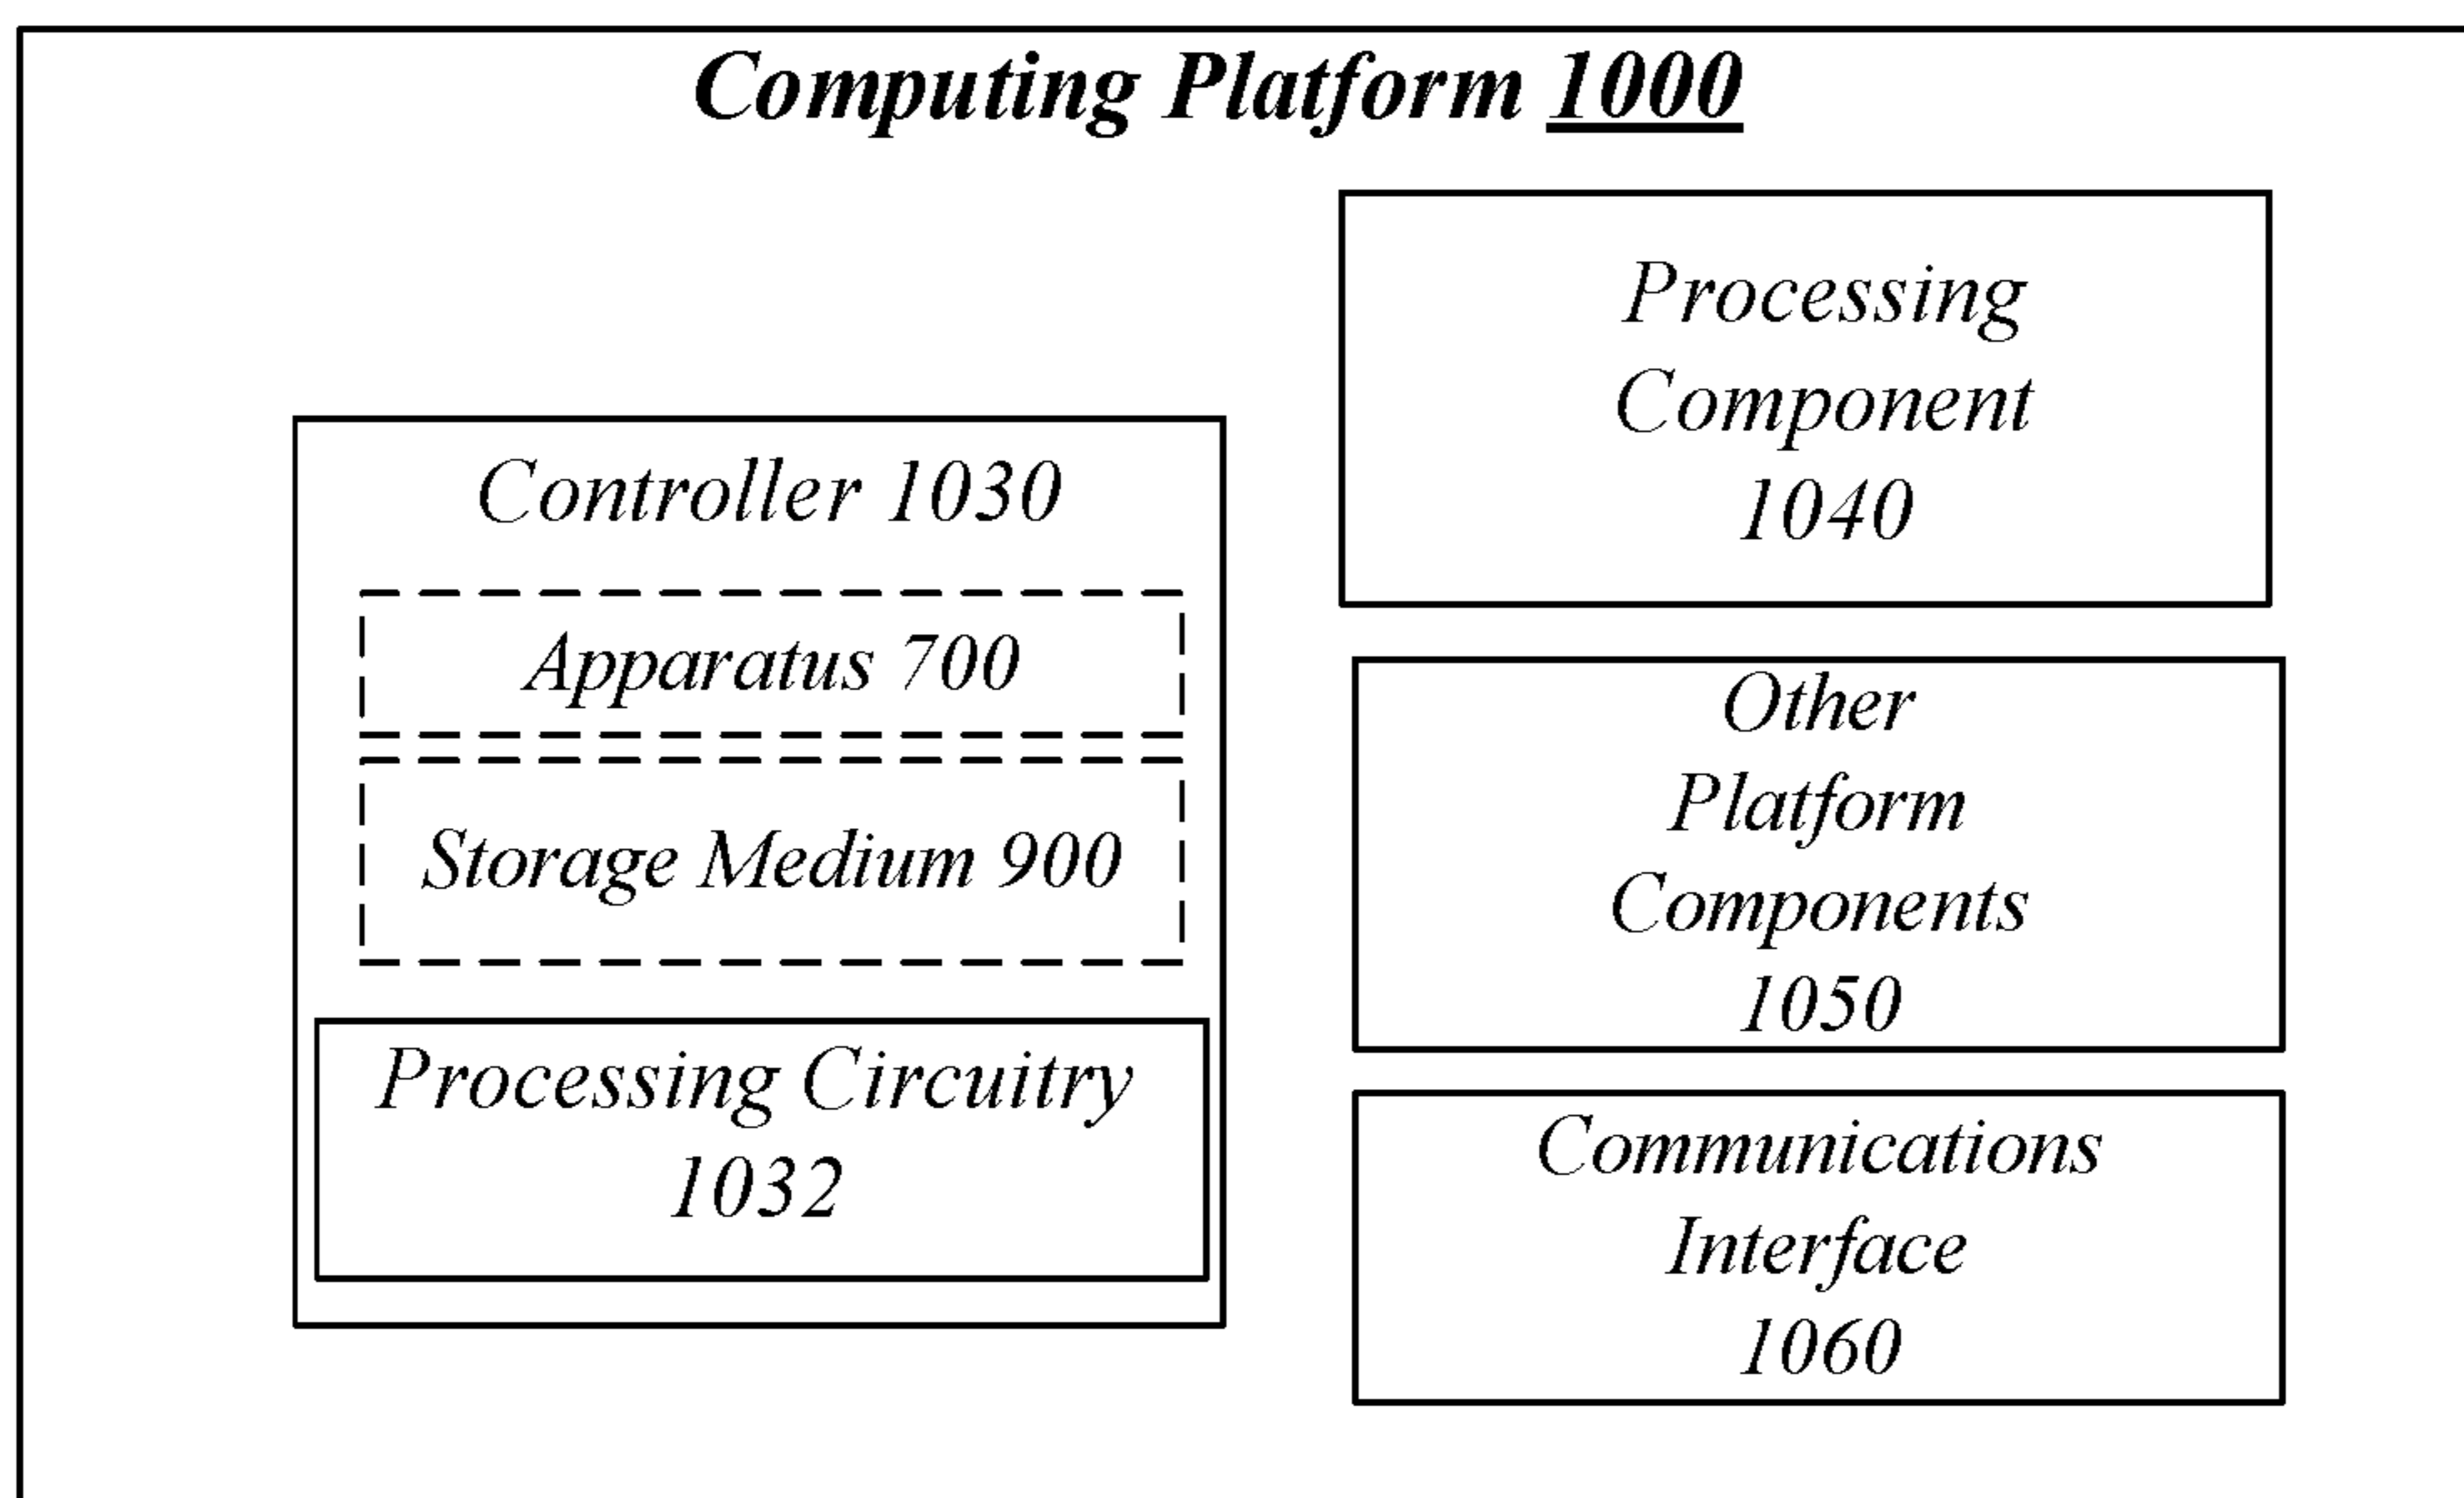 Computing Platform 1000
Controller 1030
Apparatus 700
Storage Medium 900
Processing Circuitry
1032
Processing
Component
1040
Other
Platform
Components
1050
Communications
Interface
1060